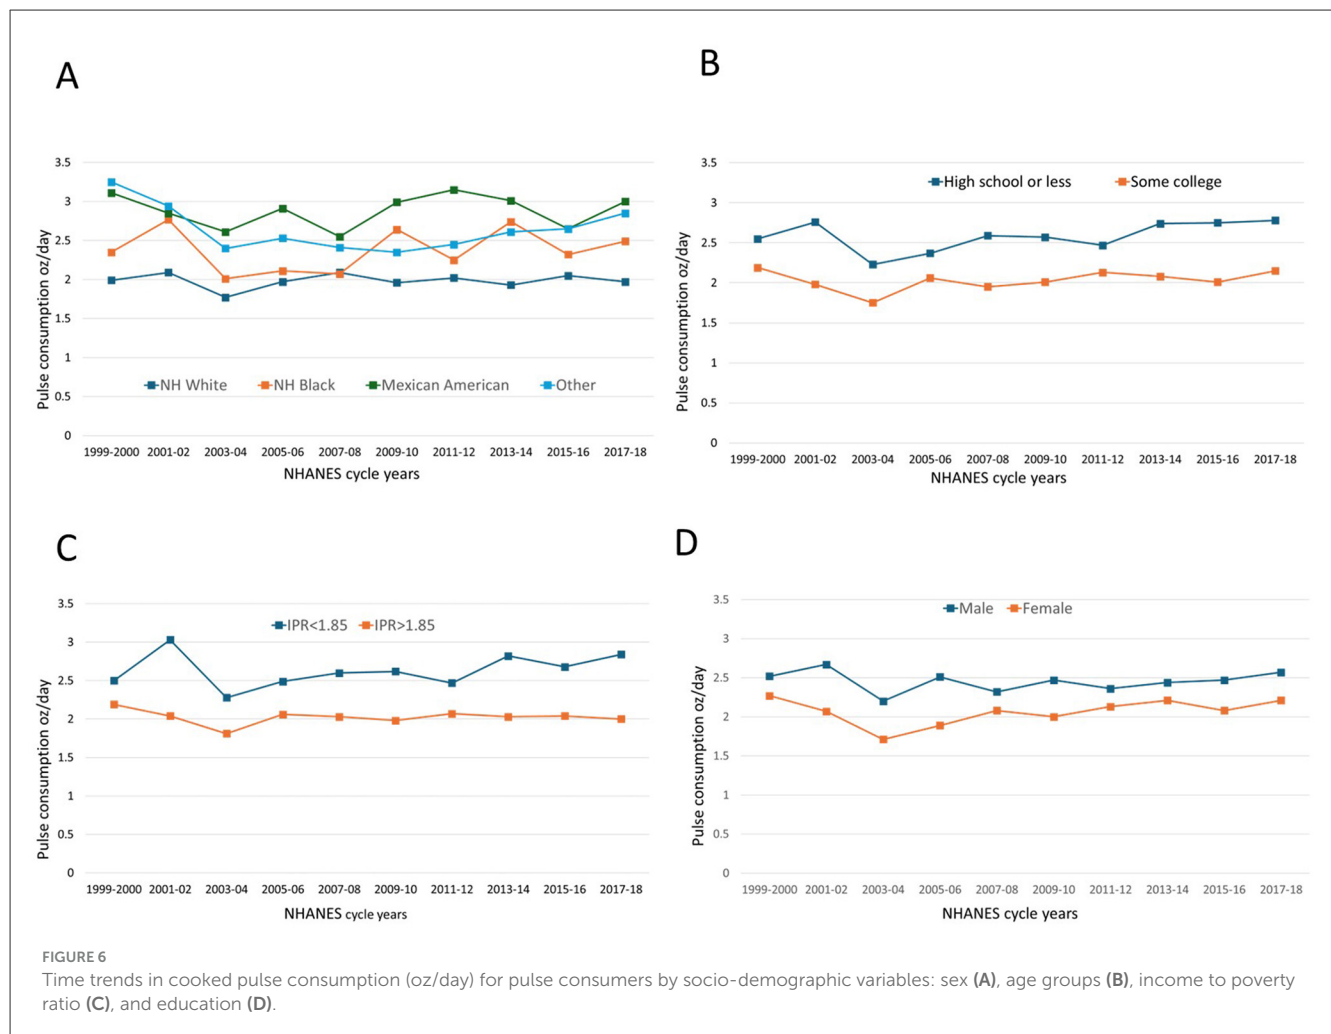 A
3.5
3
2.5
2
1.5
1
0.5
0
Pulse consumption oz/day
NH White NH Black Mexican American Other
1999-2000 2001-02 2003-04 2005-06 2007-08 2009-10 2011-12 2013-14 2015-16 2017-18
NHANES cycle years
B
3.5
3
2.5
2
1.5
1
0.5
0
Pulse consumption oz/day
High school or less Some college
1999-2000 2001-02 2003-04 2005-06 2007-08 2009-10 2011-12 2013-14 2015-16 2017-18
NHANES cycle years
C
3.5
3
2.5
2
1.5
1
0.5
0
Pulse consumption oz/day
IPR<1.85 IPR>1.85
1999-2000 2001-02 2003-04 2005-06 2007-08 2009-10 2011-12 2013-14 2015-16 2017-18
NHANES cycle years
D
3.5
3
2.5
2
1.5
1
0.5
0
Pulse consumption oz/day
Male Female
1999-2000 2001-02 2003-04 2005-06 2007-08 2009-10 2011-12 2013-14 2015-16 2017-18
NHANES cycle years
FIGURE 6
Time trends in cooked pulse consumption (oz/day) for pulse consumers by socio-demographic variables: sex (A), age groups (B), income to poverty
ratio (C), and education (D).